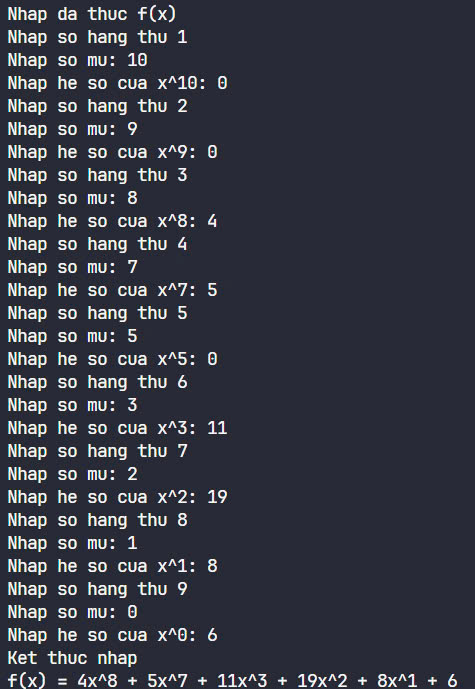 Nhap da thuc f(x)
Nhap so hang thu 1
Nhap so mu: 10
Nhap he so cua x^10: 0
Nhap so hang thu 2
Nhap so mu: 9
Nhap he so cua x^9: 0
Nhap so hang thu 3
Nhap so mu: 8
Nhap he so cua x^8: 4
Nhap so hang thu 4
Nhap so mu: 7
Nhap he so cua x^7: 5
Nhap so hang thu 5
Nhap so mu: 5
Nhap he so cua x^5: 0
Nhap so hang thu 6
Nhap so mu: 3
Nhap he so cua x^3: 11
Nhap so hang thu 7
Nhap so mu: 2
Nhap he so cua x^2: 19
Nhap so hang thu 8
Nhap so mu: 1
Nhap he so cua x^1: 8
Nhap so hang thu 9
Nhap so mu: 0
Nhap he so cua x^0: 6
Ket thuc nhap
f(x) = 4x^8 + 5x^7 + 11x^3 + 19x^2 + 8x^1 + 6